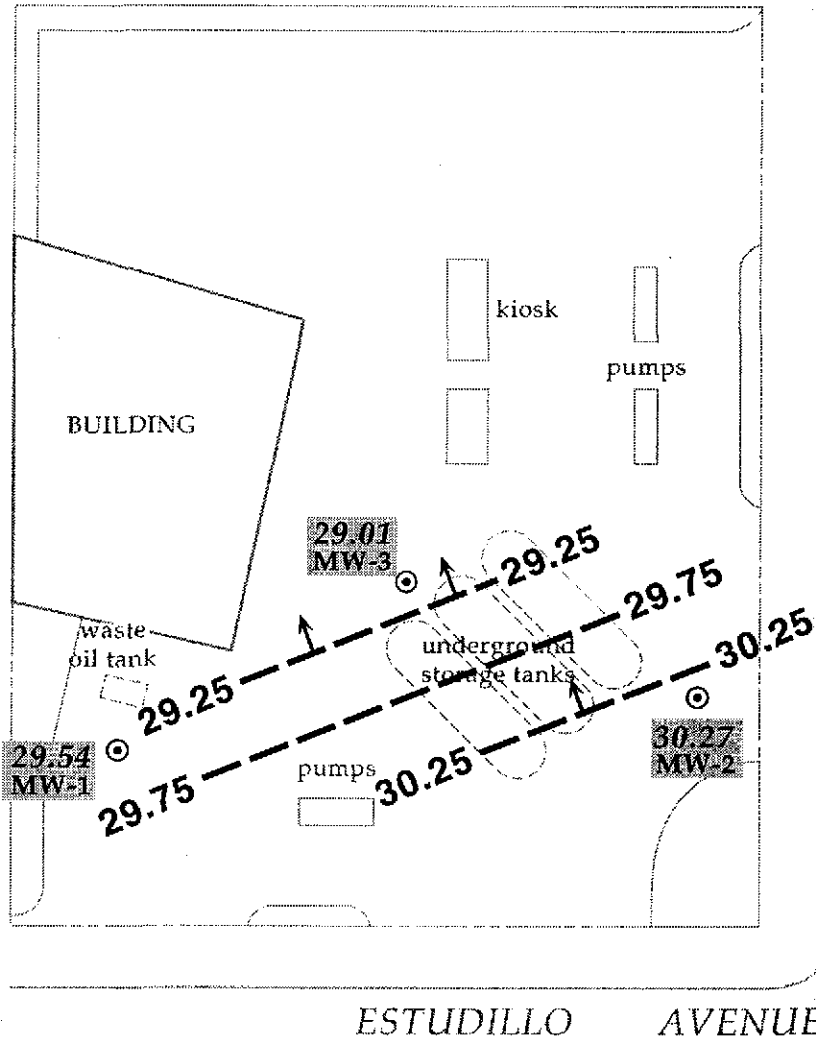 kiosk
pumps
BUILDING
29.01
MW-3
29.25
29.75
waste
oil tank
underground
storage tanks
30.25
29.25
29.54
MW-1
30.27
MW-2
pumps
30.25
29.75
ESTUDILLO AVENUE